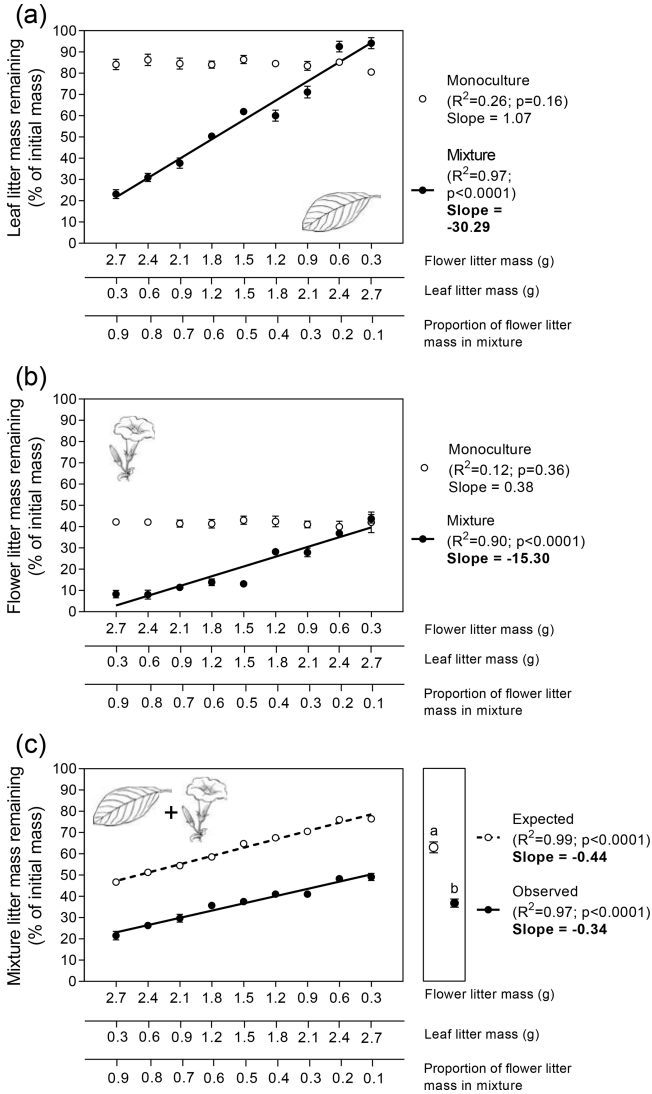 (a)
Leaf litter mass remaining
(% of initial mass)
100
90
80
70
60
50
40
30
20
10
0
Monoculture
(R²=0.26; p=0.16)
Slope = 1.07
Mixture
(R²=0.97;
p<0.0001)
Slope =
-30.29
2.7 2.4 2.1 1.8 1.5 1.2 0.9 0.6 0.3 Flower litter mass (g)
0.3 0.6 0.9 1.2 1.5 1.8 2.1 2.4 2.7 Leaf litter mass (g)
0.9 0.8 0.7 0.6 0.5 0.4 0.3 0.2 0.1 Proportion of flower litter
mass in mixture
(b)
Flower litter mass remaining
(% of initial mass)
100
90
80
70
60
50
40
30
20
10
0
Monoculture
(R²=0.12; p=0.36)
Slope = 0.38
Mixture
(R²=0.90; p<0.0001)
Slope = -15.30
2.7 2.4 2.1 1.8 1.5 1.2 0.9 0.6 0.3 Flower litter mass (g)
0.3 0.6 0.9 1.2 1.5 1.8 2.1 2.4 2.7 Leaf litter mass (g)
0.9 0.8 0.7 0.6 0.5 0.4 0.3 0.2 0.1 Proportion of flower litter
mass in mixture
(c)
Mixture litter mass remaining
(% of initial mass)
100
90
80
70
60
50
40
30
20
10
0
+
a
b
Expected
(R²=0.99; p<0.0001)
Slope = -0.44
Observed
(R²=0.97; p<0.0001)
Slope = -0.34
2.7 2.4 2.1 1.8 1.5 1.2 0.9 0.6 0.3 Flower litter mass (g)
0.3 0.6 0.9 1.2 1.5 1.8 2.1 2.4 2.7 Leaf litter mass (g)
0.9 0.8 0.7 0.6 0.5 0.4 0.3 0.2 0.1 Proportion of flower litter
mass in mixture